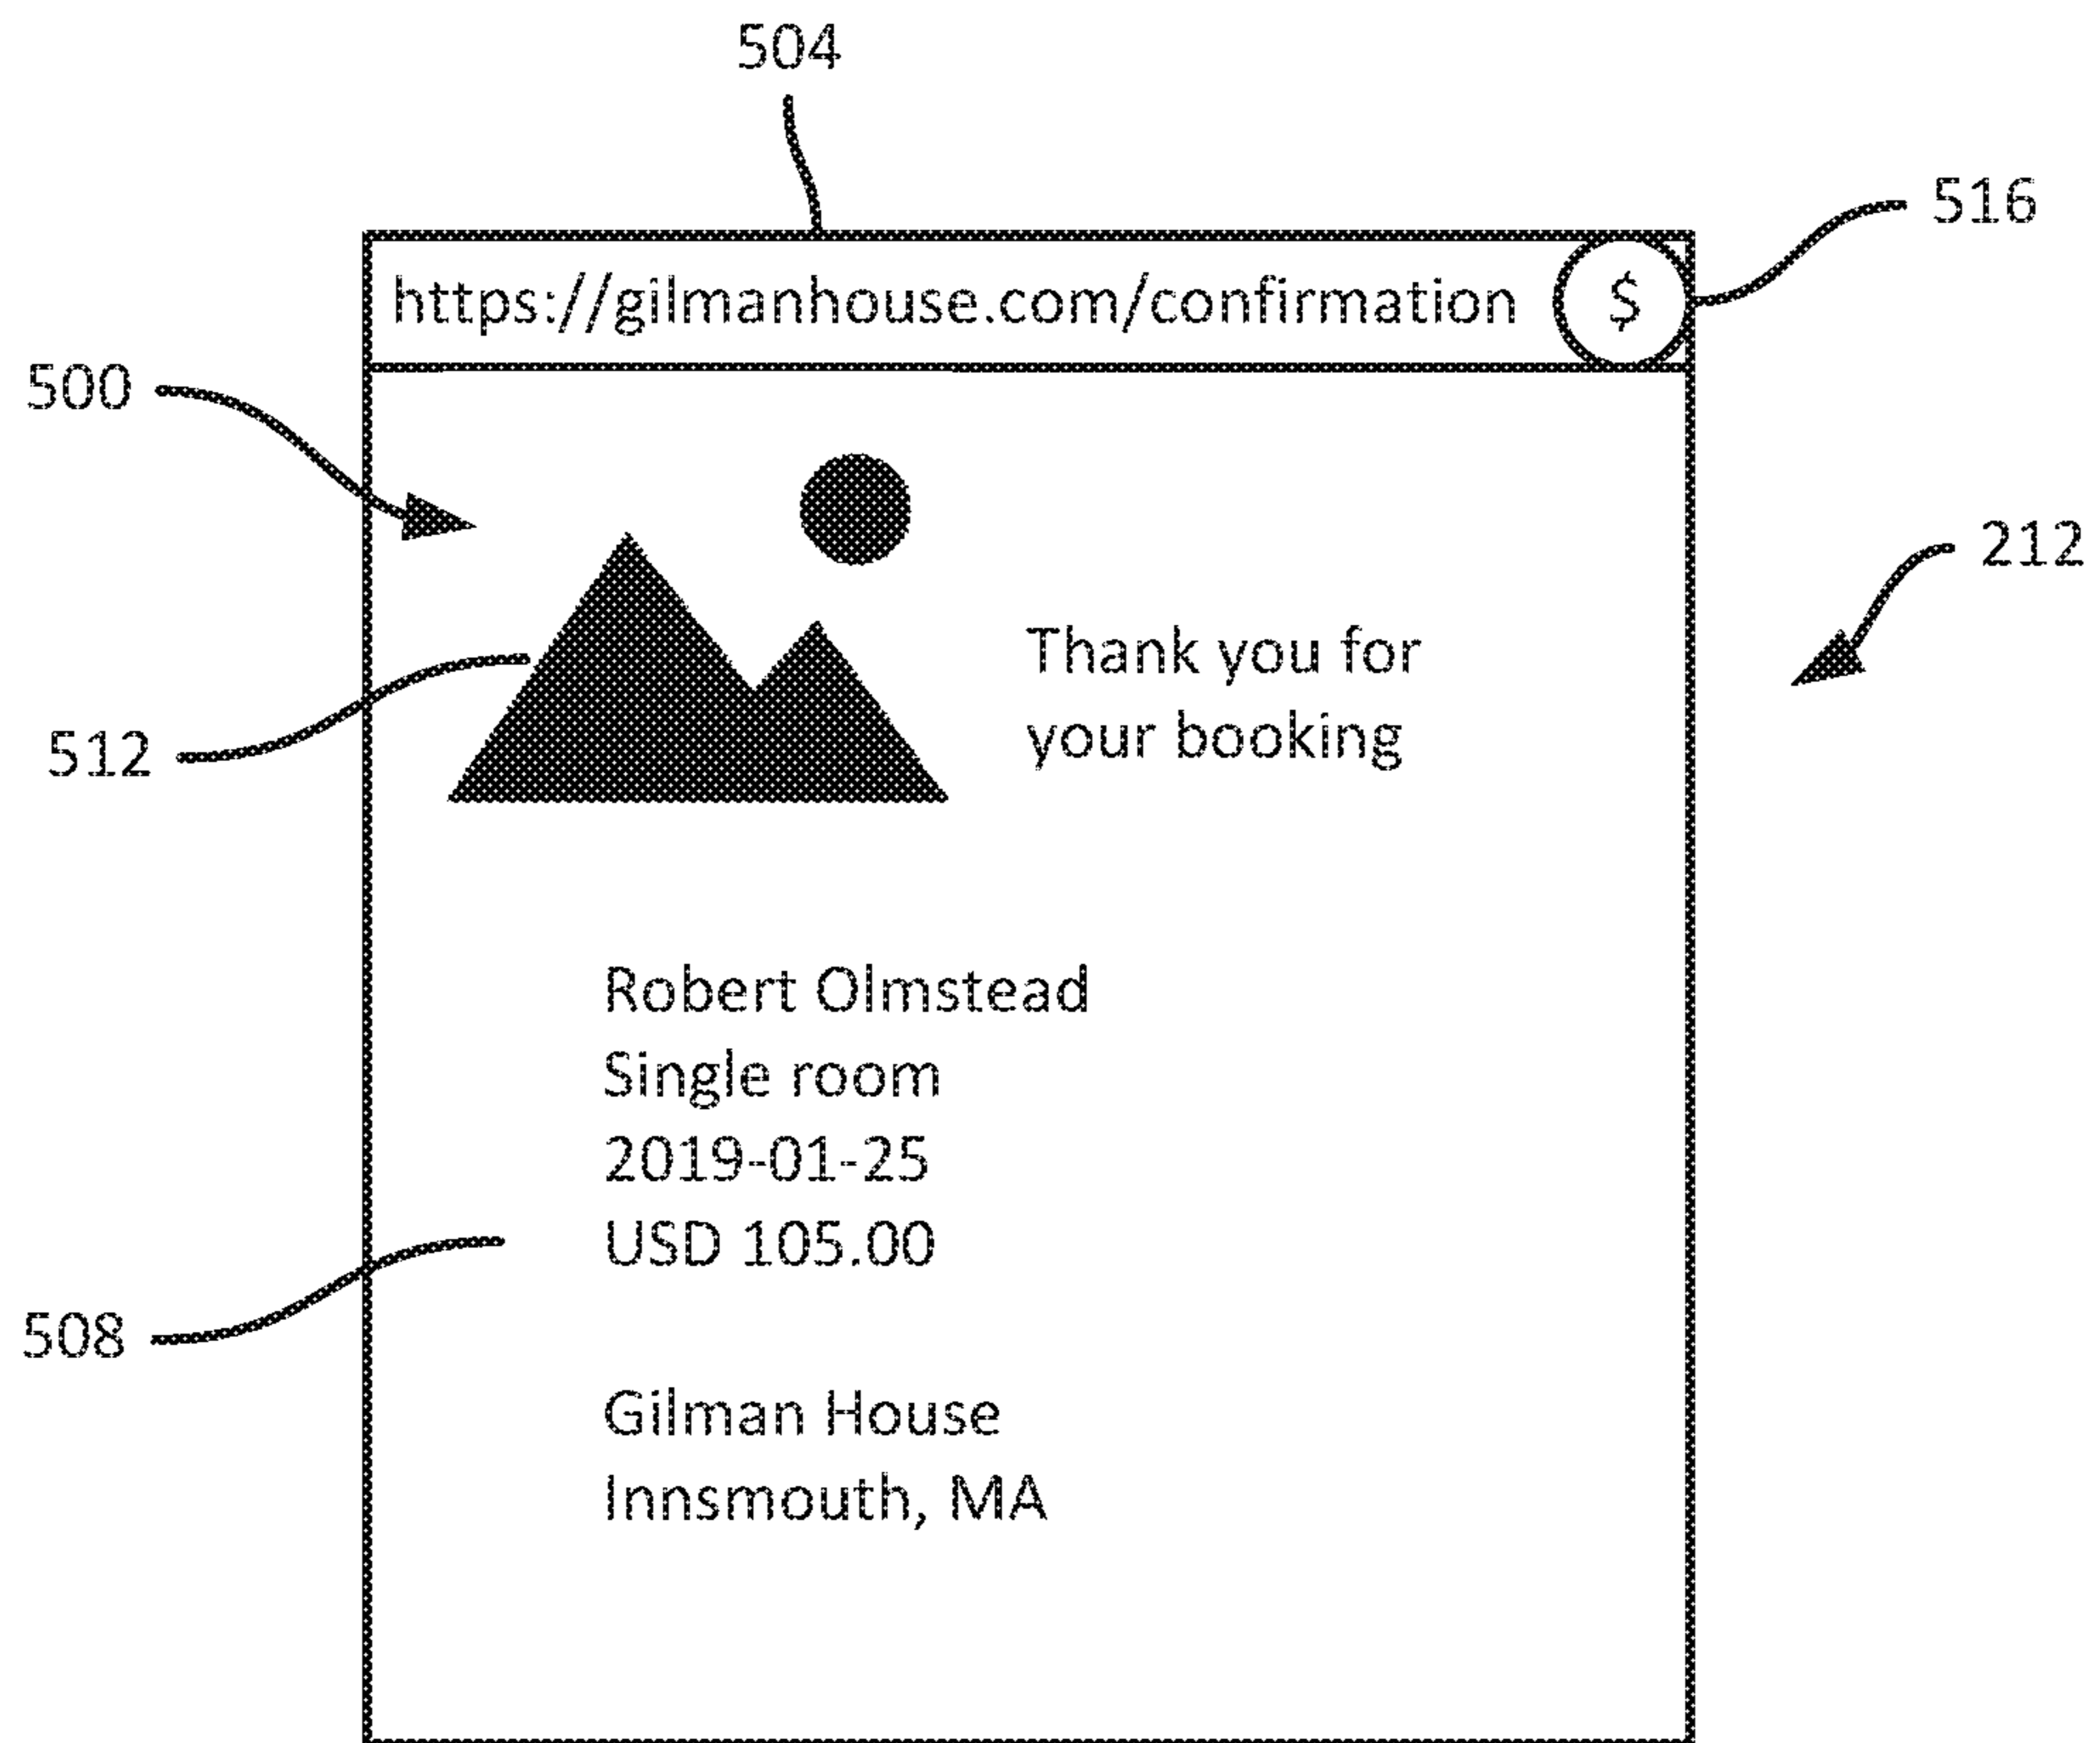 504
516
https://gilmanhouse.com/confirmation $
500
212
Thank you for
512
your booking
Robert Olmstead
Single room
2019-01-25
USD 105.00
508
Gilman House
Innsmouth, MA